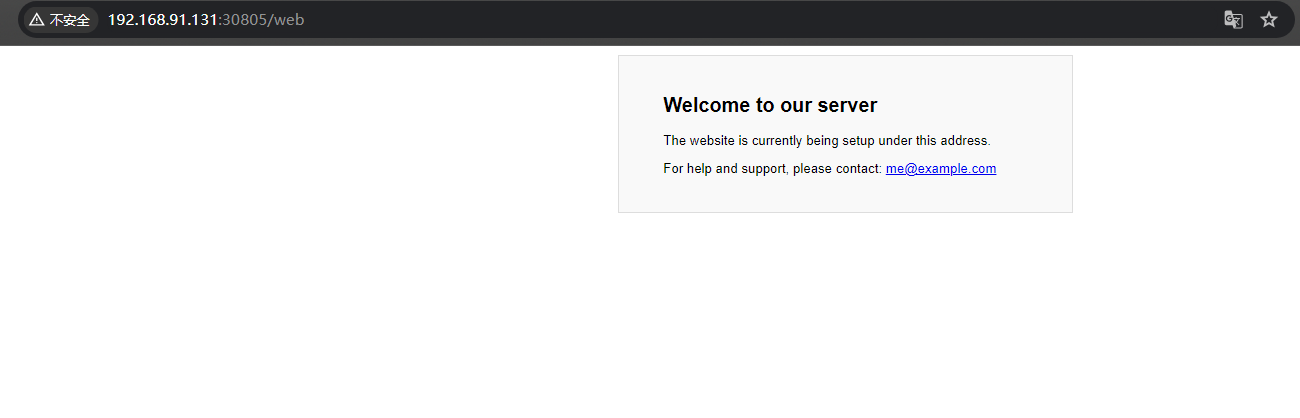 不安全 192.168.91.131:30805/web
Welcome to our server
The website is currently being setup under this address.
For help and support, please contact: me@example.com